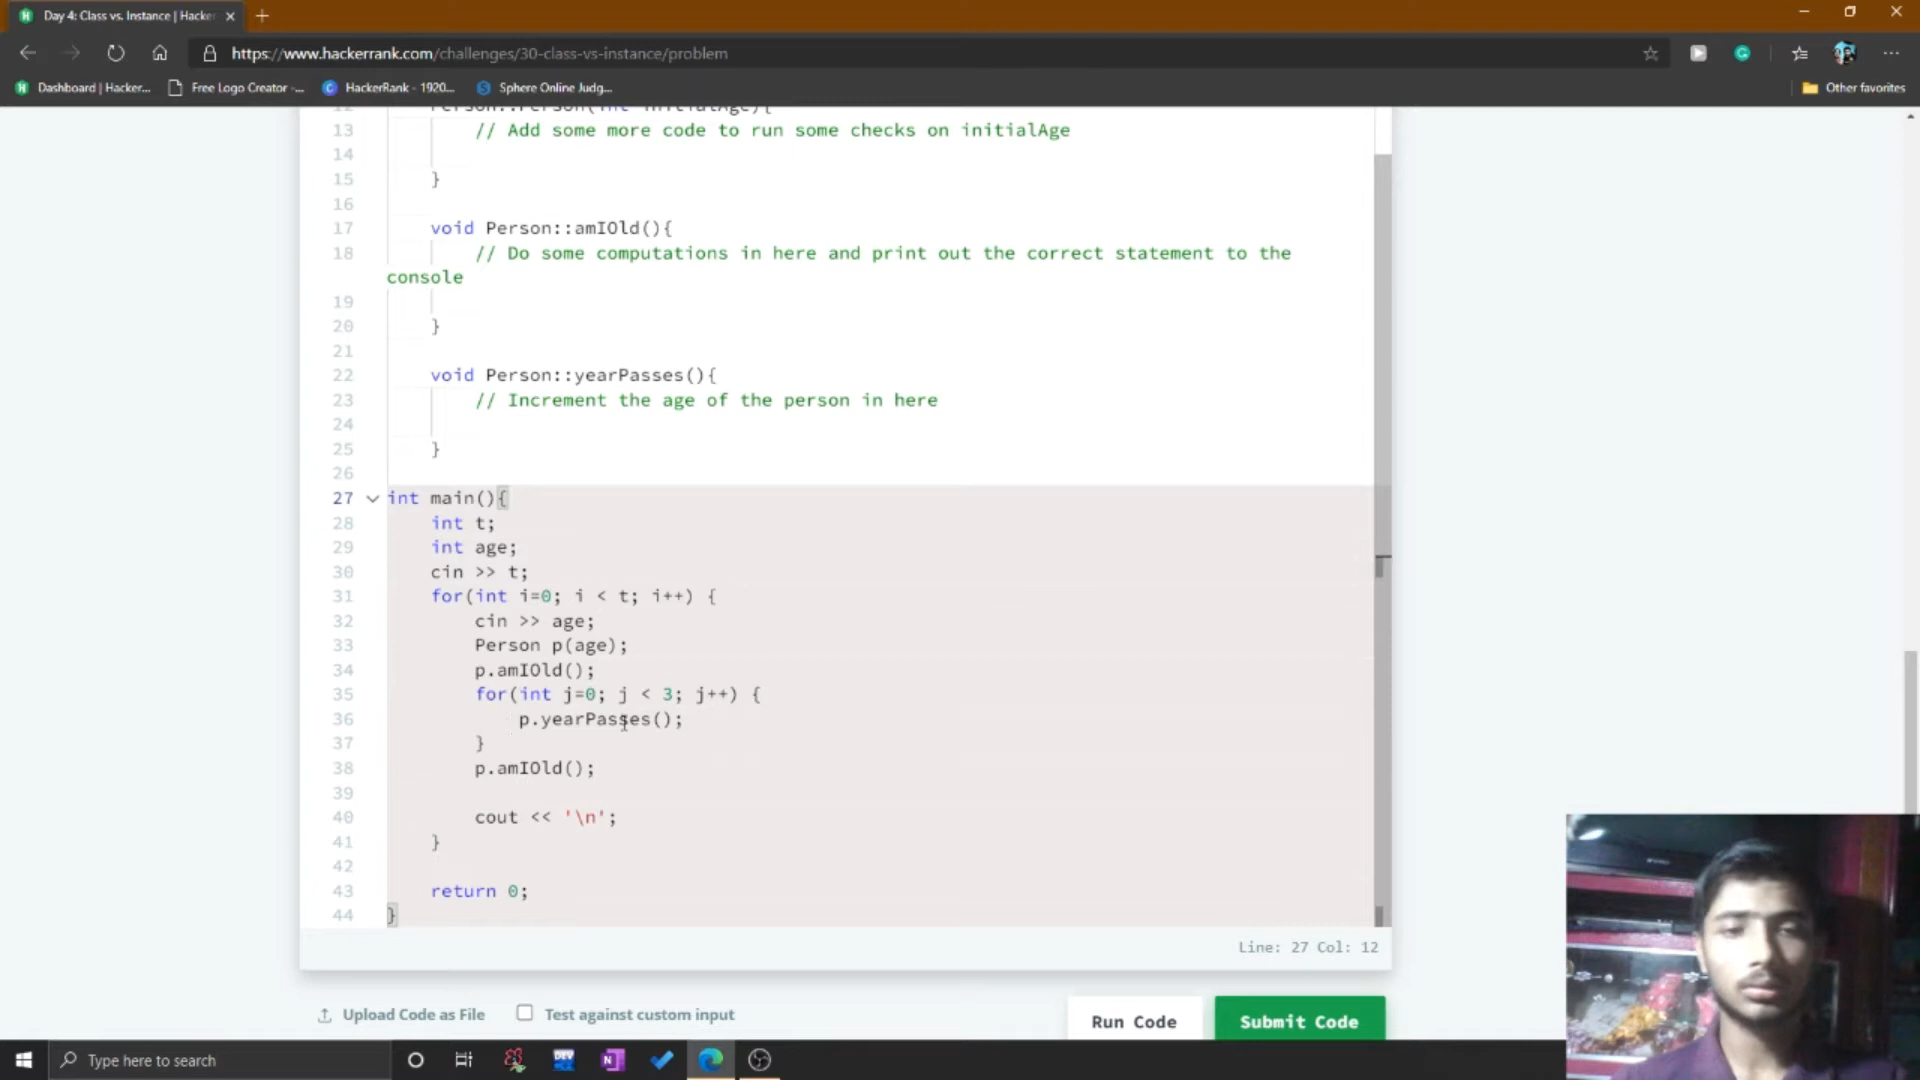 Day 4: Class vs. Instance | Hacker
https://www.hackerrank.com/challenges/30-class-vs-instance/problem
Dashboard | Hacker...
Free Logo Creator -...
HackerRank - 1920...
Sphere Online Judg...
Other favorites
12 Person::Person(int initialAge){
13 // Add some more code to run some checks on initialAge
14
15 }
16
17 void Person::amIOld(){
18 // Do some computations in here and print out the correct statement to the
console
19
20 }
21
22 void Person::yearPasses(){
23 // Increment the age of the person in here
24
25 }
26
27 int main(){
28 int t;
29 int age;
30 cin >> t;
31 for(int i=0; i < t; i++) {
32 cin >> age;
33 Person p(age);
34 p.amIOld();
35 for(int j=0; j < 3; j++) {
36 p.yearPasses();
37 }
38 p.amIOld();
39
40 cout << '\n';
41 }
42
43 return 0;
44 }
Line: 27 Col: 12
Upload Code as File
Test against custom input
Run Code
Submit Code
Type here to search
DEV
N